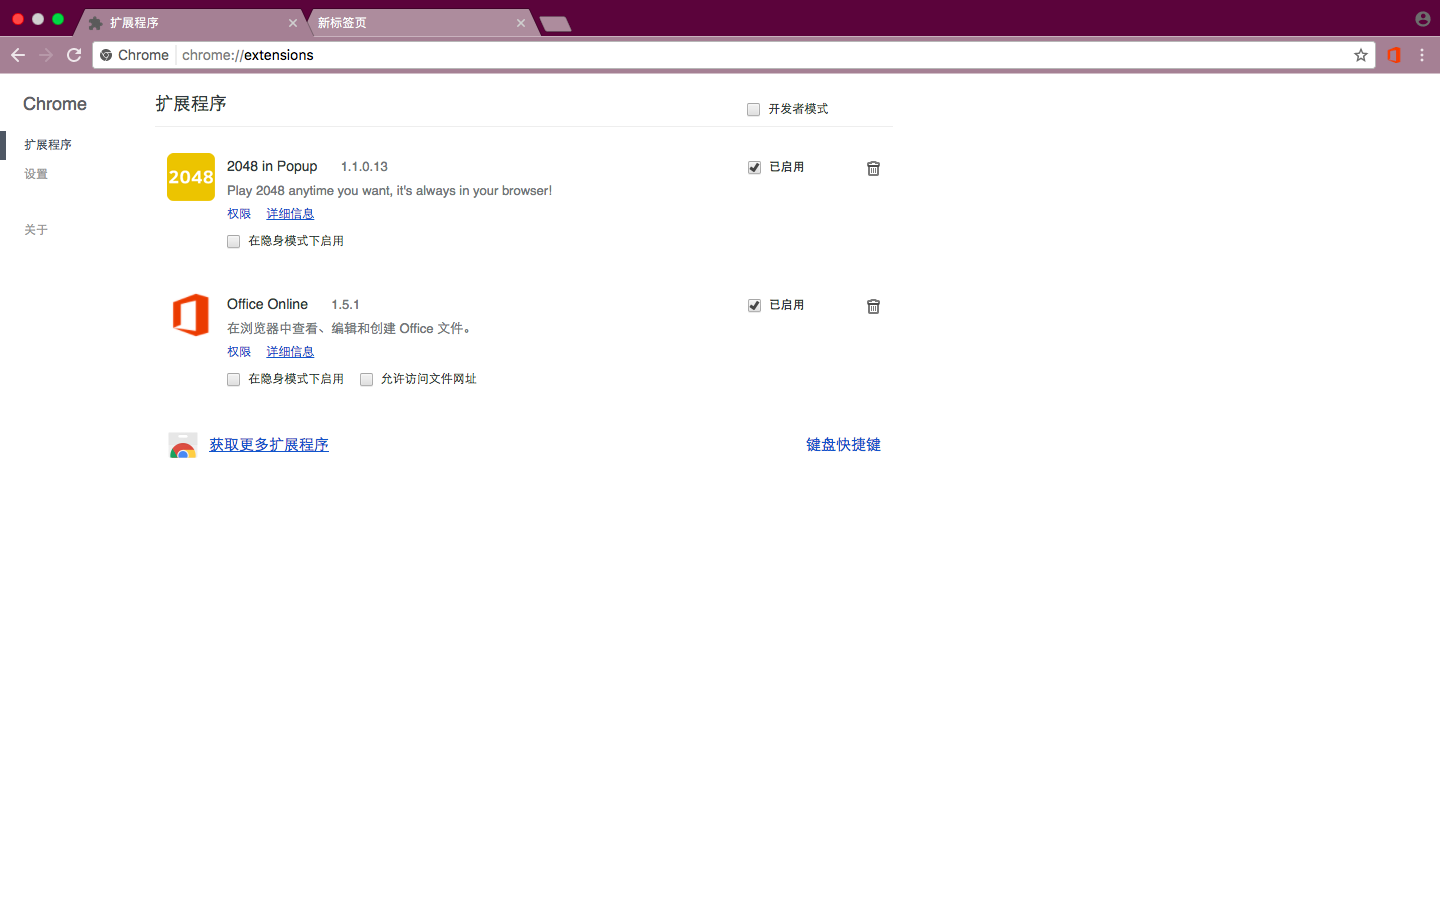 扩展程序
新标签页
Chrome
chrome://extensions
Chrome
扩展程序
设置
关于
扩展程序
开发者模式
2048
2048 in Popup 1.1.0.13
已启用
Play 2048 anytime you want, it's always in your browser!
权限 详细信息
在隐身模式下启用
Office Online 1.5.1
已启用
在浏览器中查看、编辑和创建 Office 文件。
权限 详细信息
在隐身模式下启用 允许访问文件网址
获取更多扩展程序
键盘快捷键